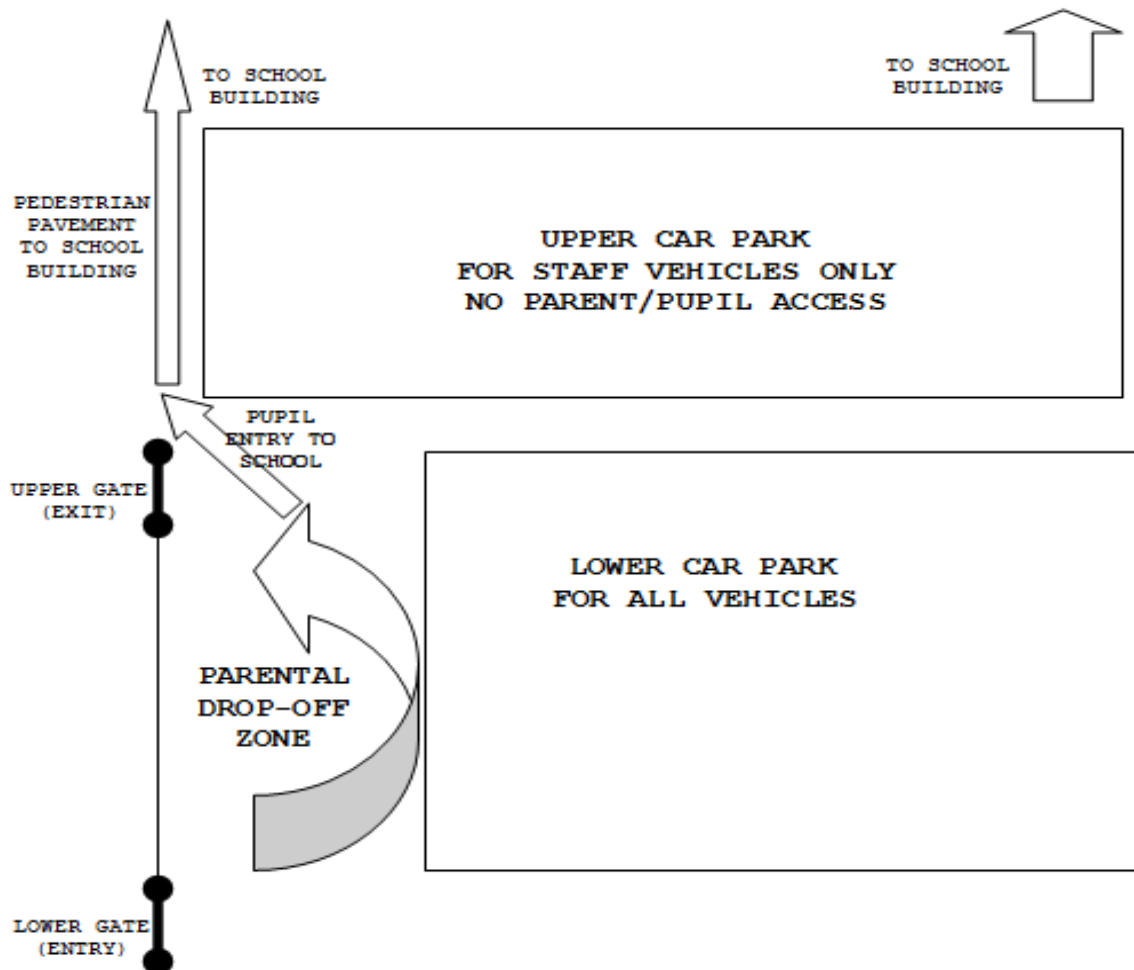 TO SCHOOL
BUILDING
TO SCHOOL
BUILDING
PEDESTRIAN
PAVEMENT
TO SCHOOL
BUILDING
UPPER CAR PARK
FOR STAFF VEHICLES ONLY
NO PARENT/PUPIL ACCESS
PUPIL
ENTRY TO
SCHOOL
UPPER GATE
(EXIT)
LOWER CAR PARK
FOR ALL VEHICLES
PARENTAL
DROP-OFF
ZONE
LOWER GATE
(ENTRY)